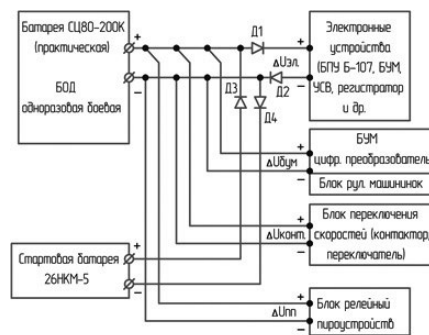 Батарея СЦ80-200К
(практическая)
БОД
одноразовая боевая
+
−
Д1
ΔUэл.
Д2
Д3
Д4
+
−
Электронные
устройства
(БПУ Б-107, БУМ,
УСВ, регистратор
и др.
+
ΔUбум
−
БУМ
цифр. преобразователь
Блок рул. машининок
+
ΔUконт.
−
Блок переключения
скоростей (контактор,
переключатель)
Стартовая батарея
26НКМ-5
+
−
+
ΔUпп
−
Блок релейный
пироустройств